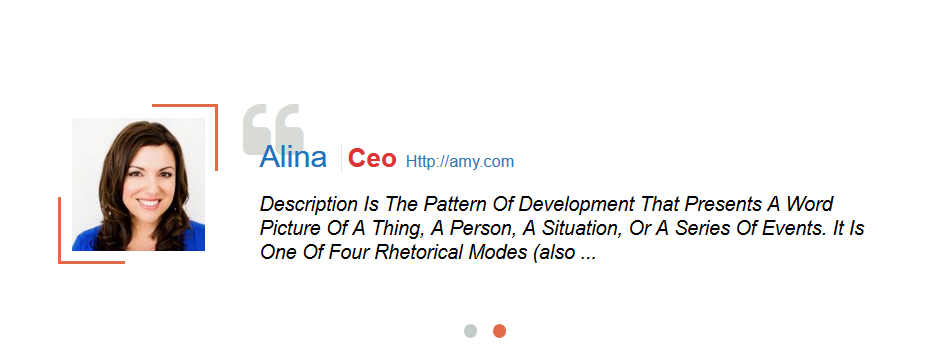 Alina Ceo Http://amy.com
Description Is The Pattern Of Development That Presents A Word
Picture Of A Thing, A Person, A Situation, Or A Series Of Events. It Is
One Of Four Rhetorical Modes (also ...